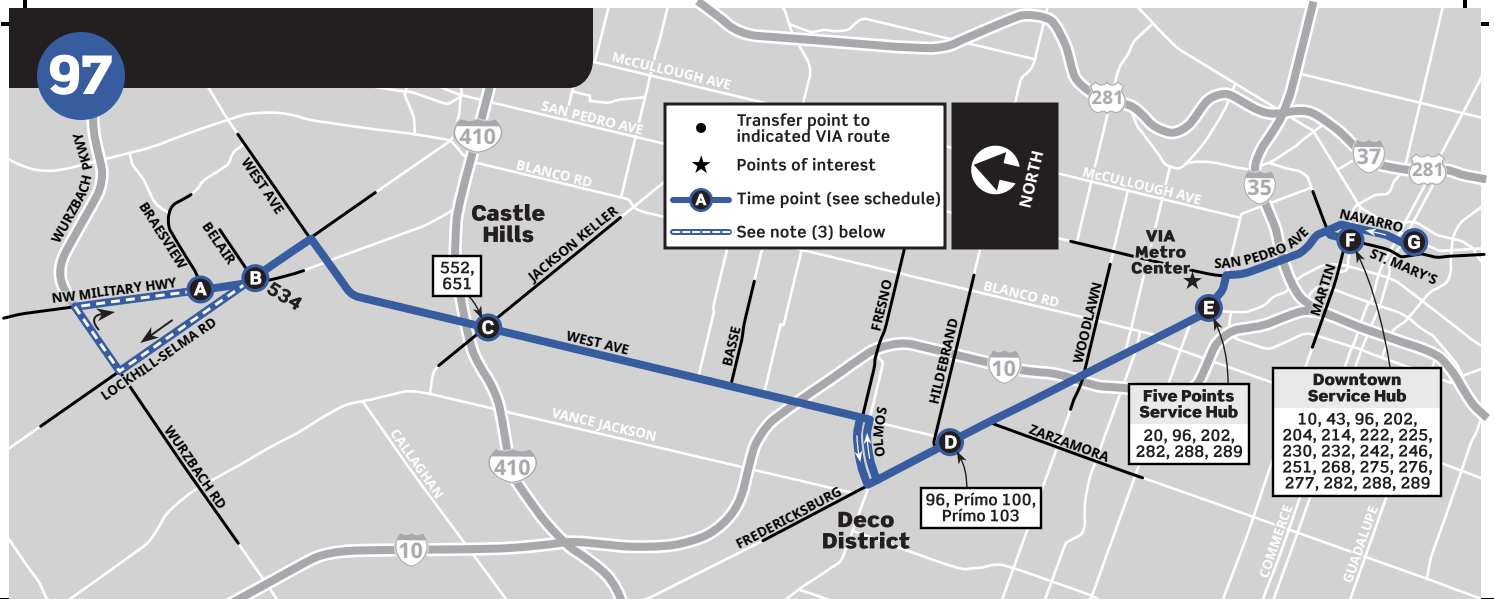 97
McCULLOUGH AVE
SAN PEDRO AVE
BLANCO RD
410
281
37
281
35
Transfer point to
indicated VIA route
Points of interest
A
Time point (see schedule)
See note (3) below
NORTH
McCULLOUGH AVE
WURZBACH PKWY
WEST AVE
BRAESVIEW
BELAIR
NW MILITARY HWY
A
B
534
LOCKHILL-SELMA RD
WURZBACH RD
Castle
Hills
JACKSON KELLER
552,
651
C
WEST AVE
BASSE
FRESNO
BLANCO RD
HILDEBRAND
WOODLAWN
10
VIA
Metro
Center
SAN PEDRO AVE
NAVARRO
F
G
ST. MARY'S
MARTIN
E
VANCE JACKSON
CALLAGHAN
410
10
OLMOS
D
ZARZAMORA
FREDERICKSBURG
Deco
District
96, Prímo 100,
Prímo 103
Five Points
Service Hub
20, 96, 202,
282, 288, 289
Downtown
Service Hub
10, 43, 96, 202,
204, 214, 222, 225,
230, 232, 242, 246,
251, 268, 275, 276,
277, 282, 288, 289
COMMERCE
GUADALUPE